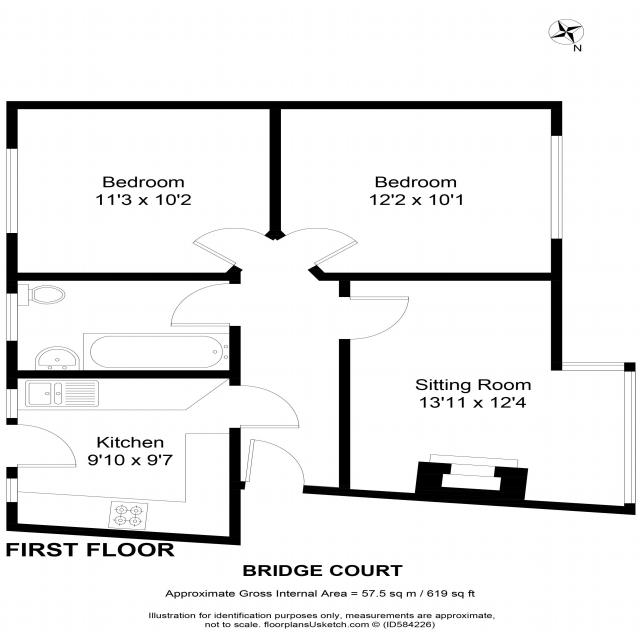 N
Bedroom
11'3 x 10'2
Bedroom
12'2 x 10'1
Sitting Room
13'11 x 12'4
Kitchen
9'10 x 9'7
FIRST FLOOR
BRIDGE COURT
Approximate Gross Internal Area = 57.5 sq m / 619 sq ft
Illustration for identification purposes only, measurements are approximate,
not to scale. floorplansUsketch.com © (ID584226)